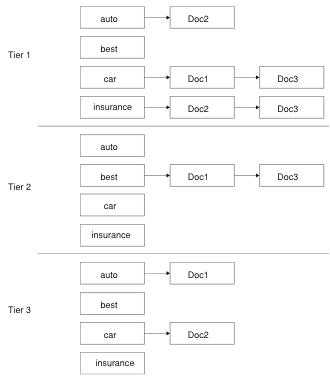 auto Doc2
best
Tier 1
car Doc1 Doc3
insurance Doc2 Doc3
auto
best Doc1 Doc3
Tier 2
car
insurance
auto Doc1
best
Tier 3
car Doc2
insurance